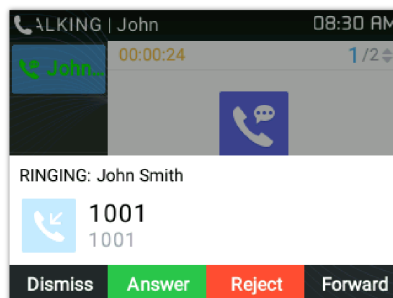 ALKING | John 08:30 AM
John...
00:00:24 1/2
RINGING: John Smith
1001
1001
Dismiss Answer Reject Forward